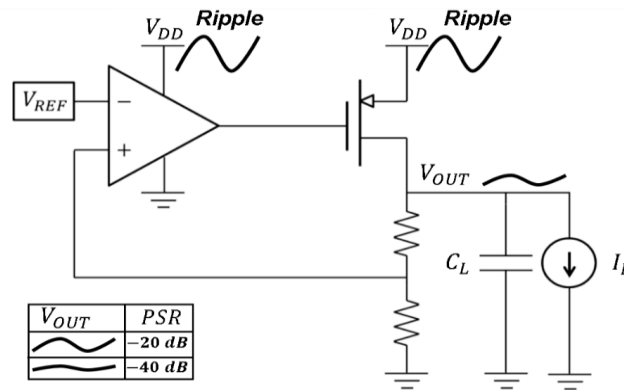 Ripple
Ripple
V_DD
V_DD
V_REF
−
+
V_OUT
C_L
V_OUT PSR
−20 dB
−40 dB